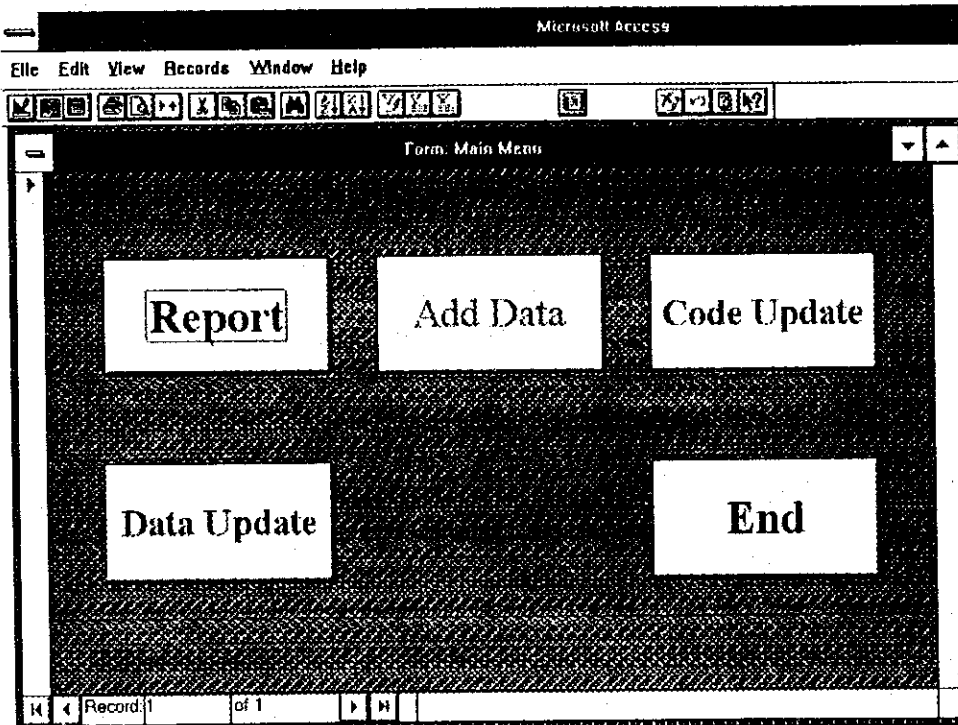 Microsoft Access
File Edit View Records Window Help
Form: Main Menu
Report Add Data Code Update
Data Update End
Record: 1 of 1